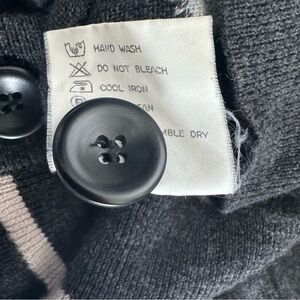 HAND WASH
DO NOT BLEACH
COOL IRON